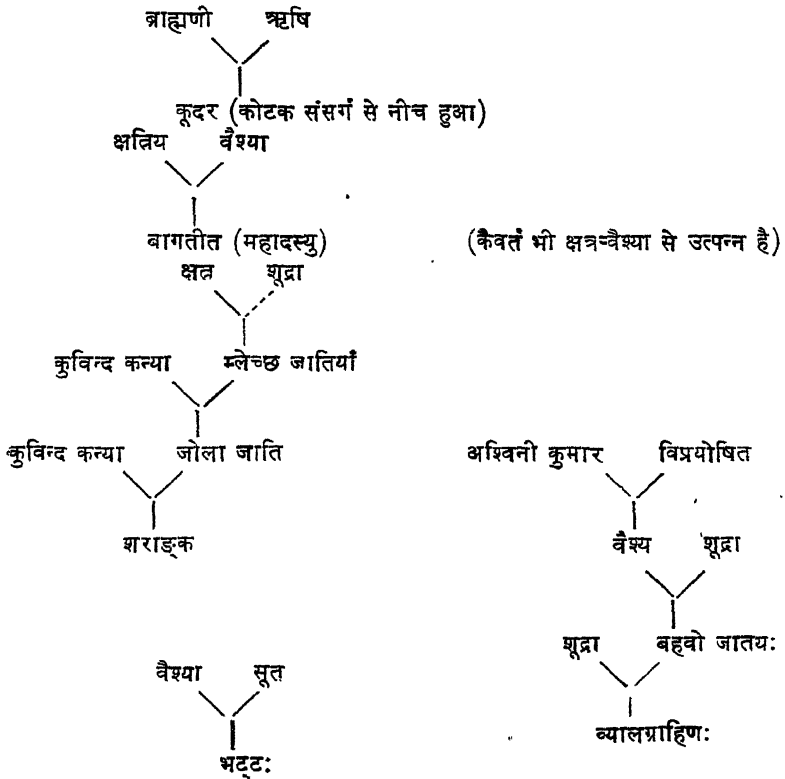 ब्राह्मणी ऋषि
कूदर (कोटक संसर्ग से नीच हुआ)
क्षत्रिय वैश्या
बागतीत (महादस्यु) (कैवर्त भी क्षत्र=वैश्या से उत्पन्न है)
क्षत्र शूद्रा
कुविन्द कन्या म्लेच्छ जातियाँ
कुविन्द कन्या जोला जाति अश्विनी कुमार विप्रयोषित
शराङ्क वैश्य शूद्रा
शूद्रा बहवो जातयः
वैश्या सूत
व्यालग्राहिणः
भट्टः